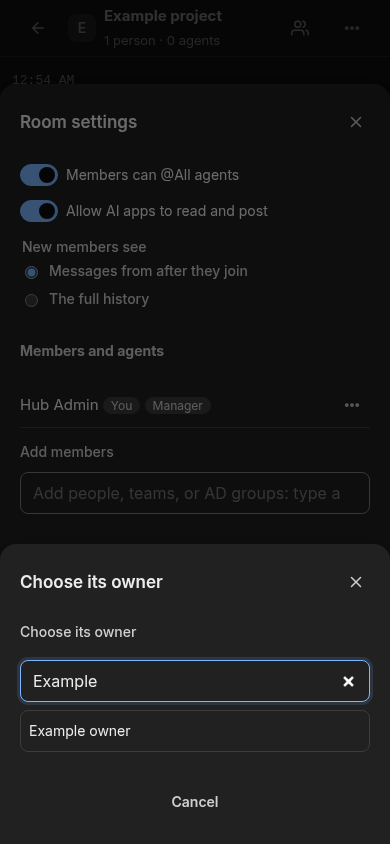 E
Example project
1 person · 0 agents
12:54 AM
Room settings
Members can @All agents
Allow AI apps to read and post
New members see
Messages from after they join
The full history
Members and agents
Hub Admin You Manager
Add members
Add people, teams, or AD groups: type a
Choose its owner
Choose its owner
Example
Example owner
Cancel